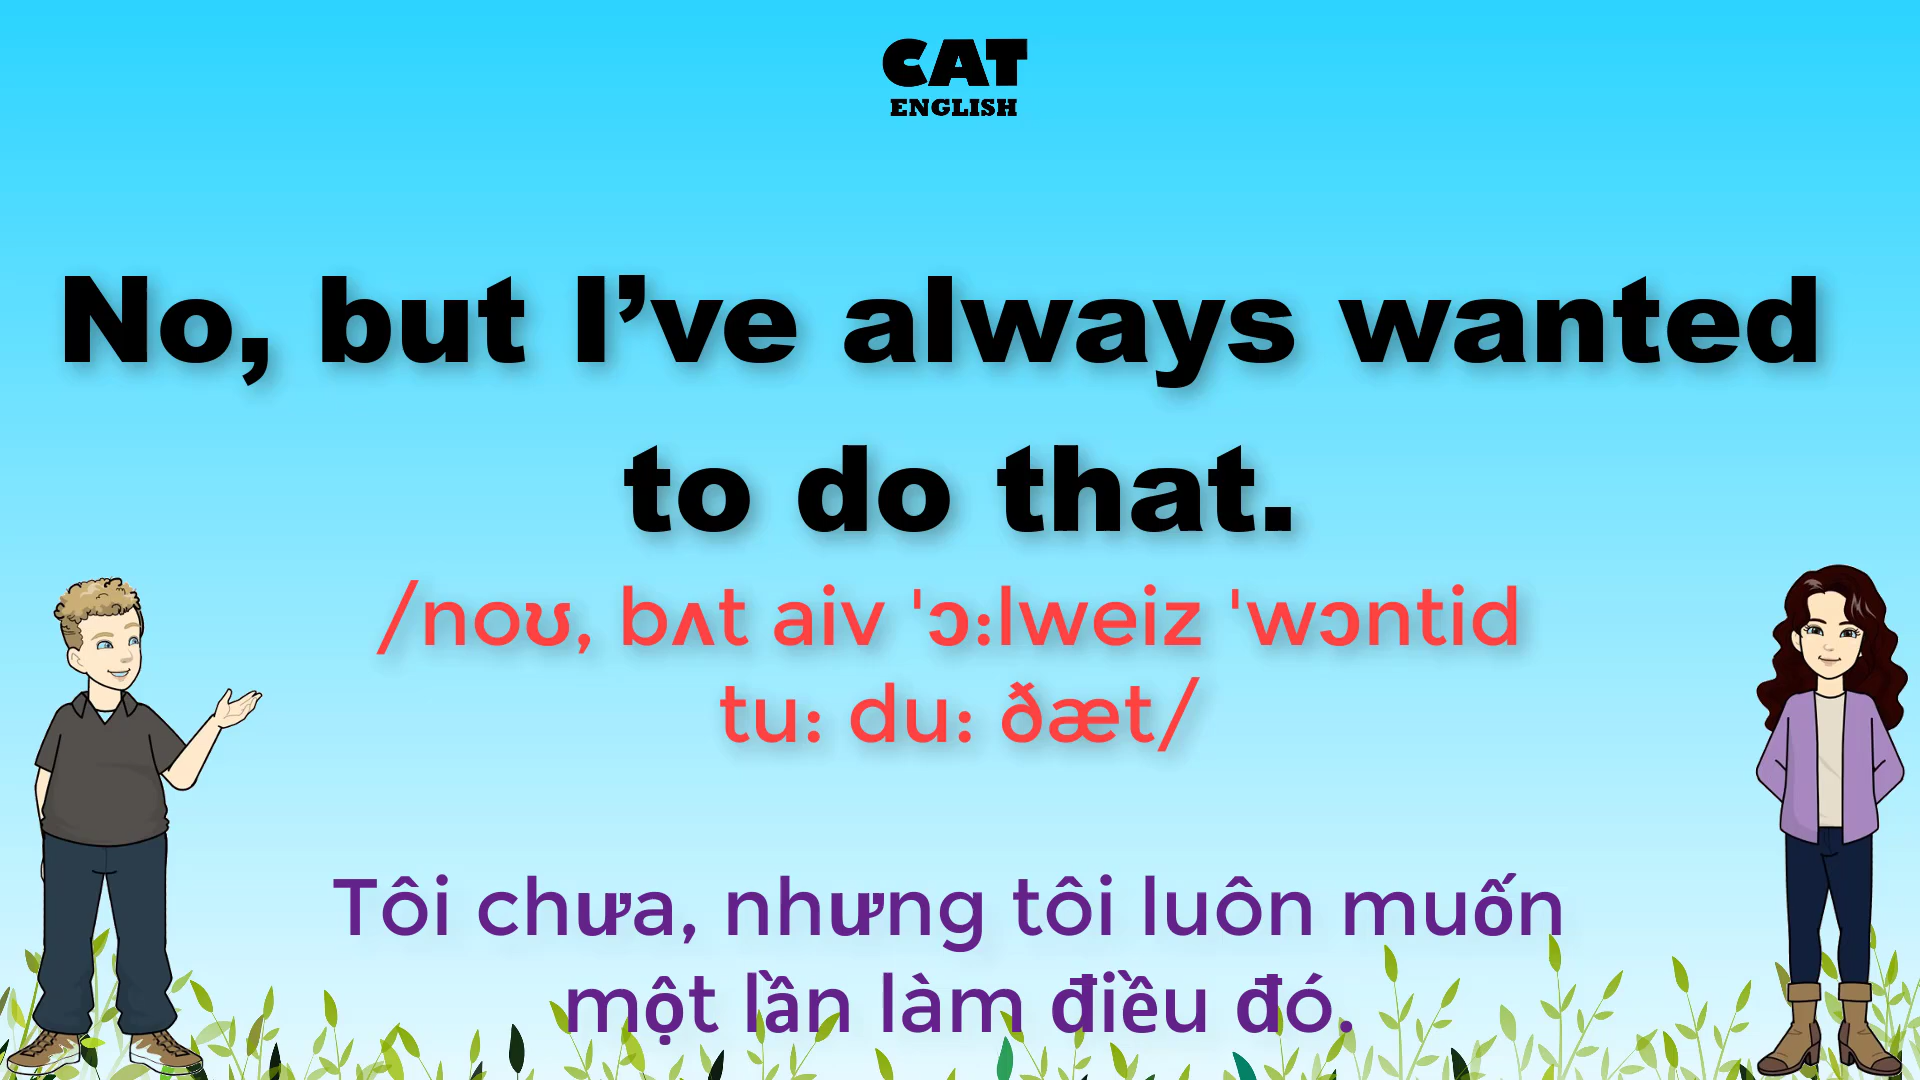 CAT
ENGLISH
No, but I’ve always wanted
to do that.
/noʊ, bʌt aiv 'ɔ:lweiz 'wɔntid
tu: du: ðæt/
Tôi chưa, nhưng tôi luôn muốn
một lần làm điều đó.